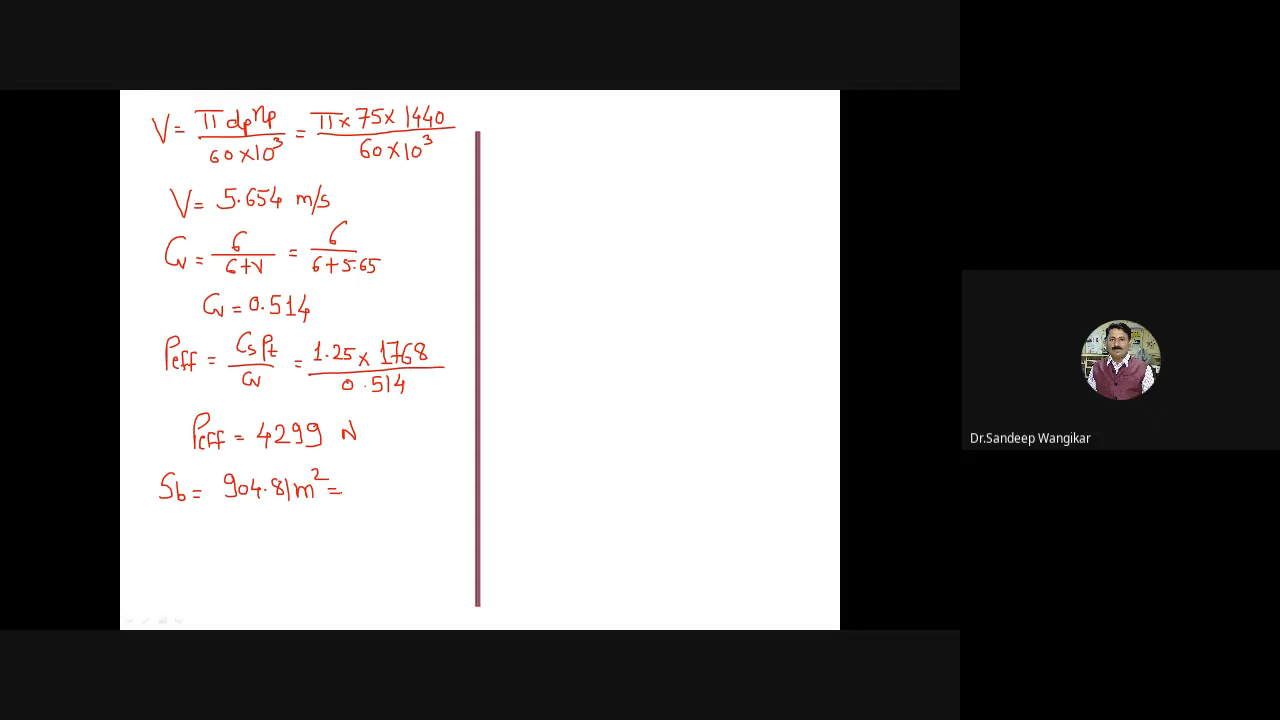 V = π dp np / 60×10³ = π × 75 × 1440 / 60×10³
V = 5.654 m/s
Cv = 6 / 6+V = 6 / 6+5.65
Cv = 0.514
Peff = Cs Pt / Cv = 1.25 × 1768 / 0.514
Peff = 4299 N
Sb = 904.81m² =
Dr.Sandeep Wangikar